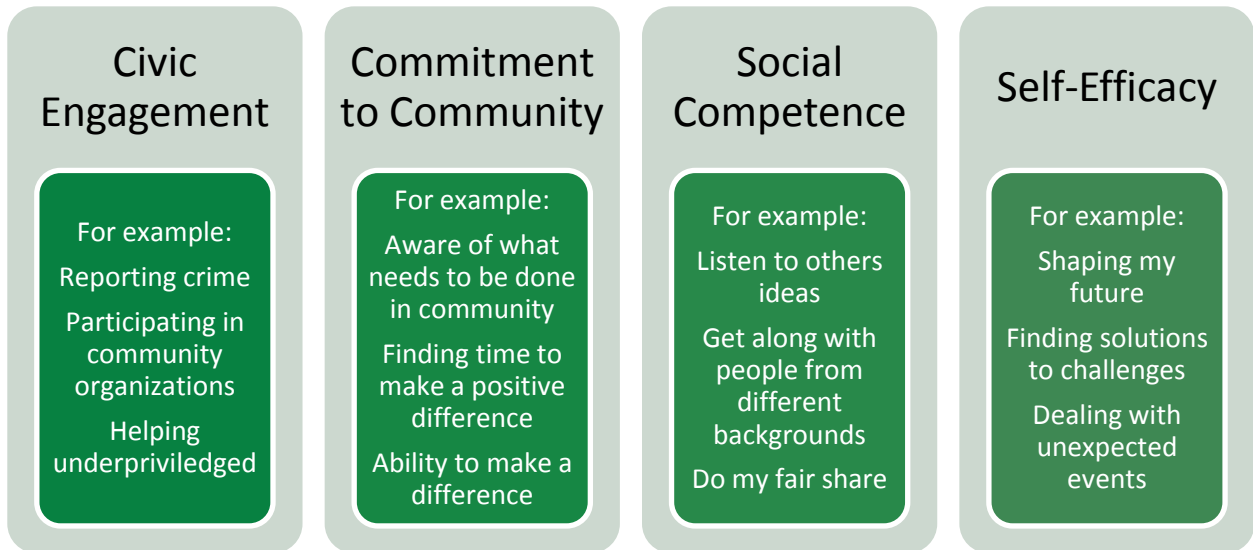 Civic
Engagement
For example:
Reporting crime
Participating in
community
organizations
Helping
underpriviledged
Commitment
to Community
For example:
Aware of what
needs to be done
in community
Finding time to
make a positive
difference
Ability to make a
difference
Social
Competence
For example:
Listen to others
ideas
Get along with
people from
different
backgrounds
Do my fair share
Self-Efficacy
For example:
Shaping my
future
Finding solutions
to challenges
Dealing with
unexpected
events